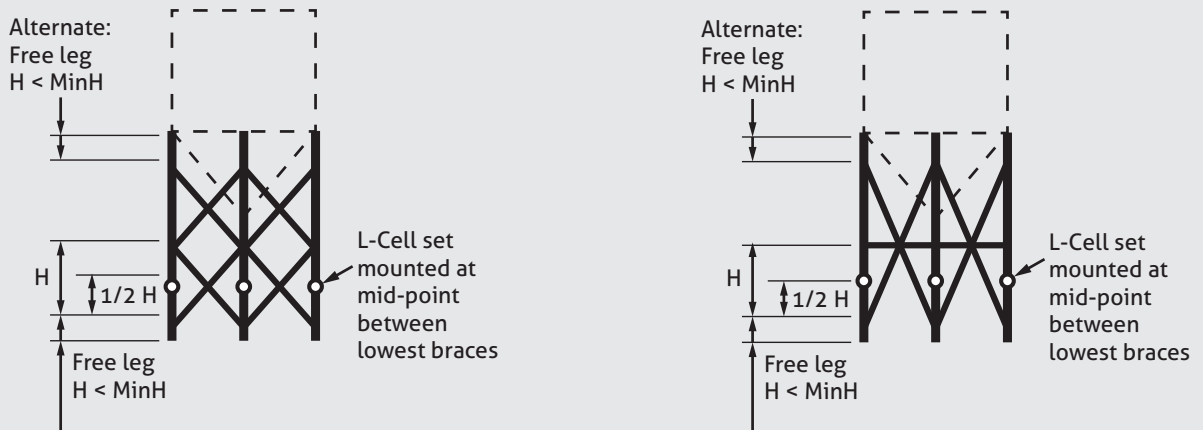 Alternate:
Free leg
H < MinH
H
1/2 H
L-Cell set
mounted at
mid-point
between
lowest braces
Free leg
H < MinH
Alternate:
Free leg
H < MinH
H
1/2 H
L-Cell set
mounted at
mid-point
between
lowest braces
Free leg
H < MinH